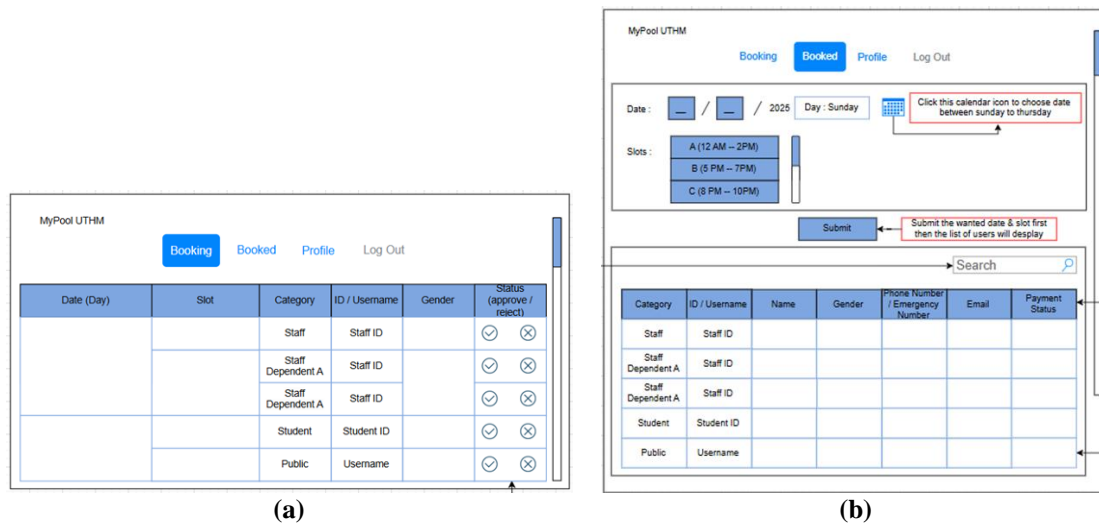 MyPool UTHM
Booking Booked Profile Log Out
Date (Day) Slot Category ID / Username Gender Status (approve / reject)
Staff Staff ID
Staff Dependent A Staff ID
Staff Dependent A Staff ID
Student Student ID
Public Username
(a)
MyPool UTHM
Booking Booked Profile Log Out
Date : __ / __ / 2025 Day : Sunday
Click this calendar icon to choose date
between sunday to thursday
Slots :
A (12 AM -- 2PM)
B (5 PM -- 7PM)
C (8 PM -- 10PM)
Submit
Submit the wanted date & slot first
then the list of users will desplay
Search
Category ID / Username Name Gender Phone Number / Emergency Number Email Payment Status
Staff Staff ID
Staff Dependent A Staff ID
Staff Dependent A Staff ID
Student Student ID
Public Username
(b)